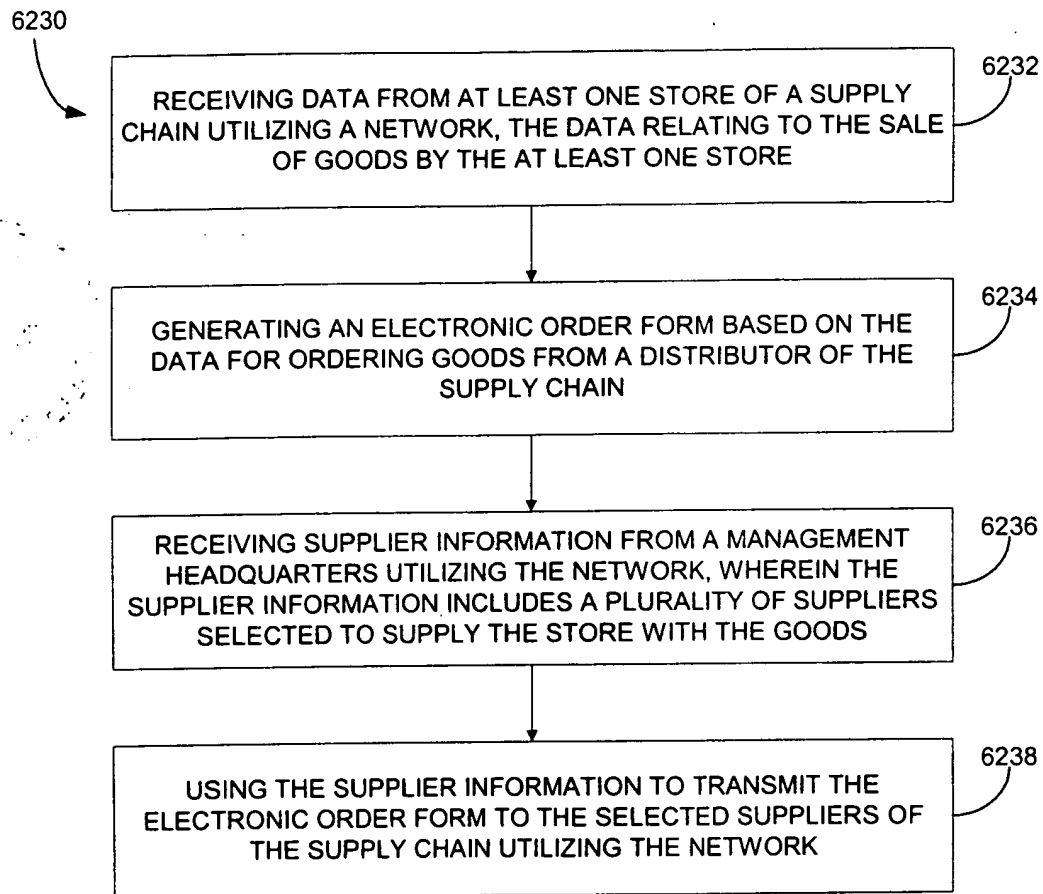 6230
6232
RECEIVING DATA FROM AT LEAST ONE STORE OF A SUPPLY
CHAIN UTILIZING A NETWORK, THE DATA RELATING TO THE SALE
OF GOODS BY THE AT LEAST ONE STORE
6234
GENERATING AN ELECTRONIC ORDER FORM BASED ON THE
DATA FOR ORDERING GOODS FROM A DISTRIBUTOR OF THE
SUPPLY CHAIN
6236
RECEIVING SUPPLIER INFORMATION FROM A MANAGEMENT
HEADQUARTERS UTILIZING THE NETWORK, WHEREIN THE
SUPPLIER INFORMATION INCLUDES A PLURALITY OF SUPPLIERS
SELECTED TO SUPPLY THE STORE WITH THE GOODS
6238
USING THE SUPPLIER INFORMATION TO TRANSMIT THE
ELECTRONIC ORDER FORM TO THE SELECTED SUPPLIERS OF
THE SUPPLY CHAIN UTILIZING THE NETWORK